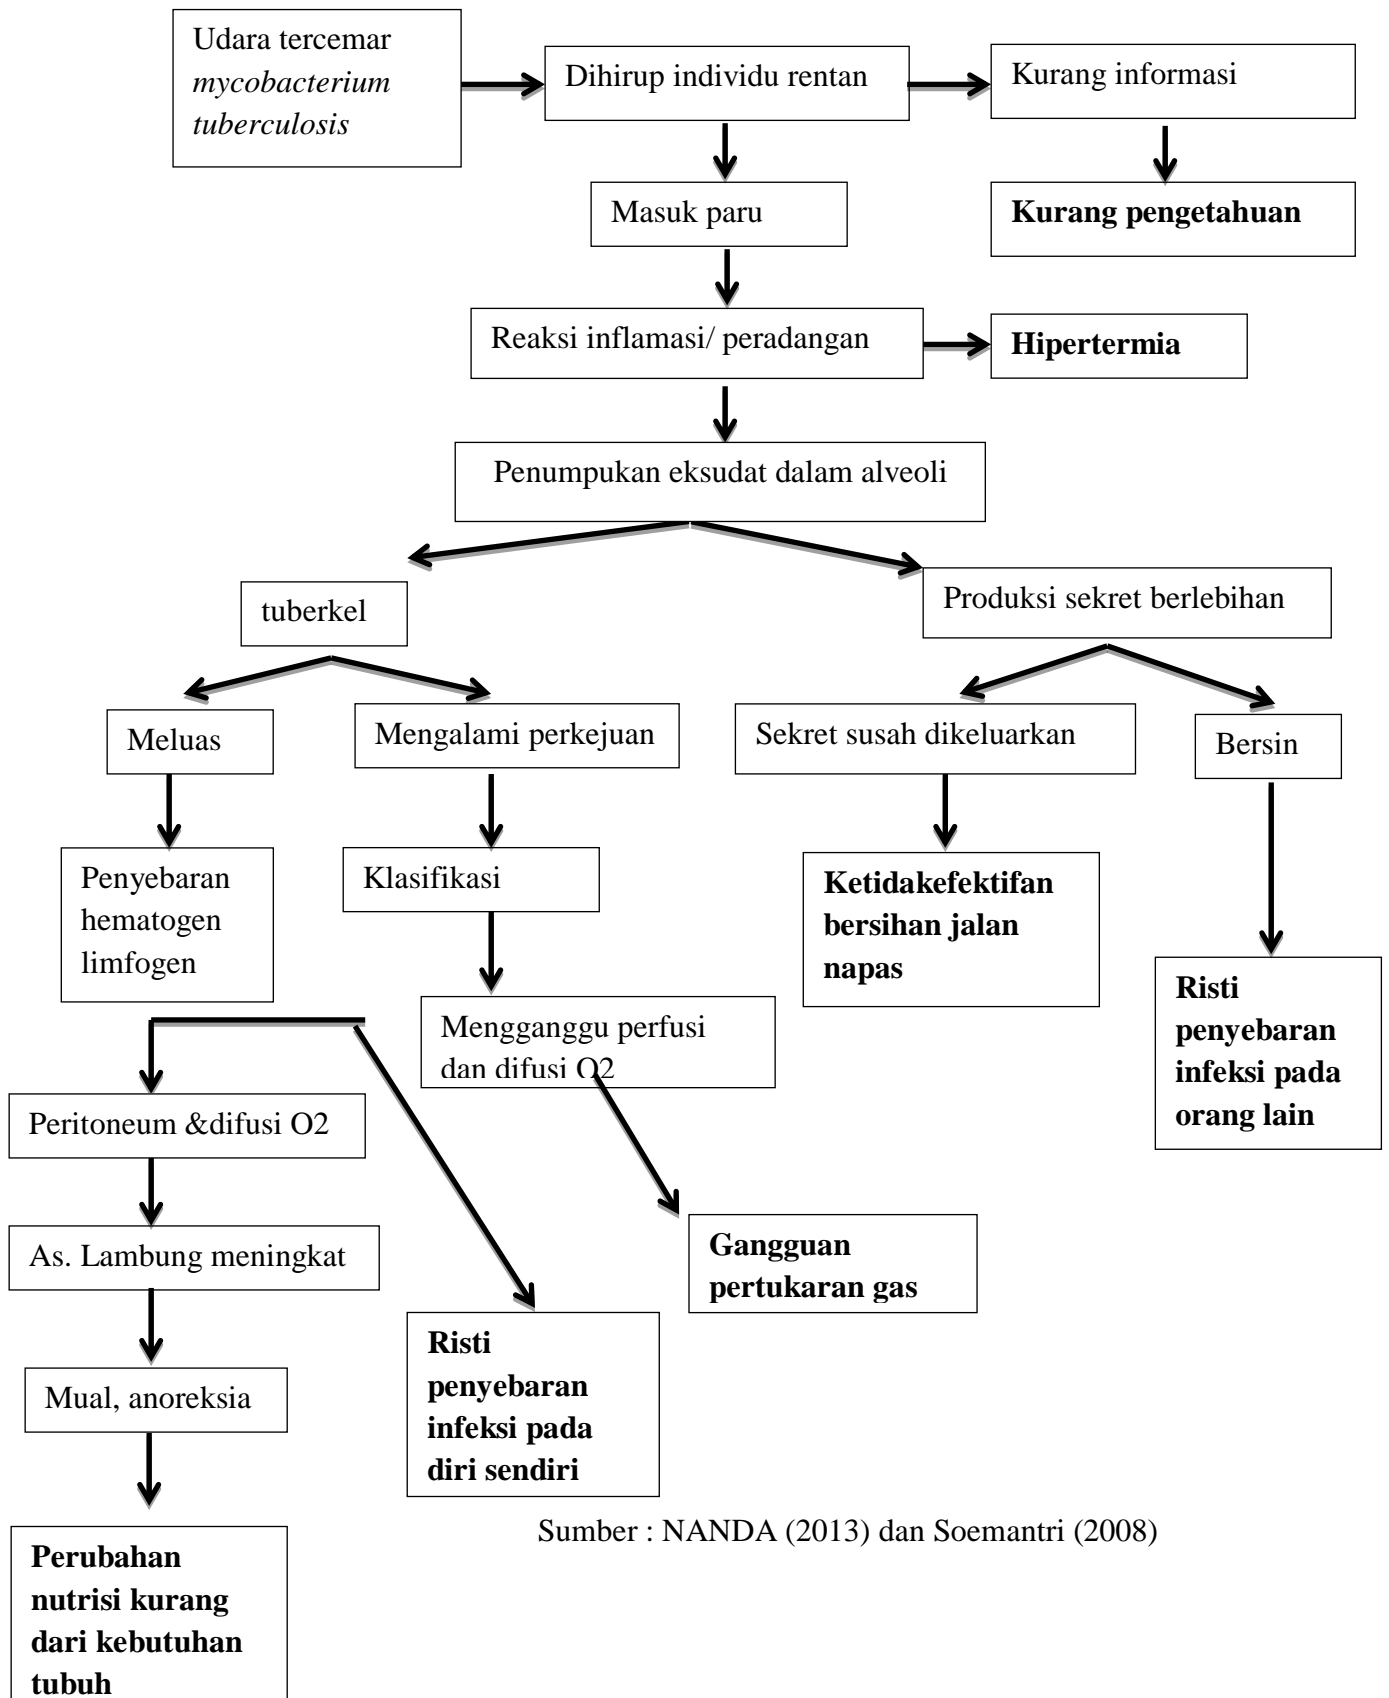 Udara tercemar
mycobacterium
tuberculosis
Dihirup individu rentan
Kurang informasi
Masuk paru
Kurang pengetahuan
Reaksi inflamasi/ peradangan
Hipertermia
Penumpukan eksudat dalam alveoli
tuberkel
Produksi sekret berlebihan
Meluas
Mengalami perkejuan
Sekret susah dikeluarkan
Bersin
Penyebaran
hematogen
limfogen
Klasifikasi
Ketidakefektifan
bersihan jalan
napas
Risti
penyebaran
infeksi pada
orang lain
Mengganggu perfusi
dan difusi O2
Peritoneum &difusi O2
As. Lambung meningkat
Gangguan
pertukaran gas
Risti
penyebaran
infeksi pada
diri sendiri
Mual, anoreksia
Perubahan
nutrisi kurang
dari kebutuhan
tubuh
Sumber : NANDA (2013) dan Soemantri (2008)